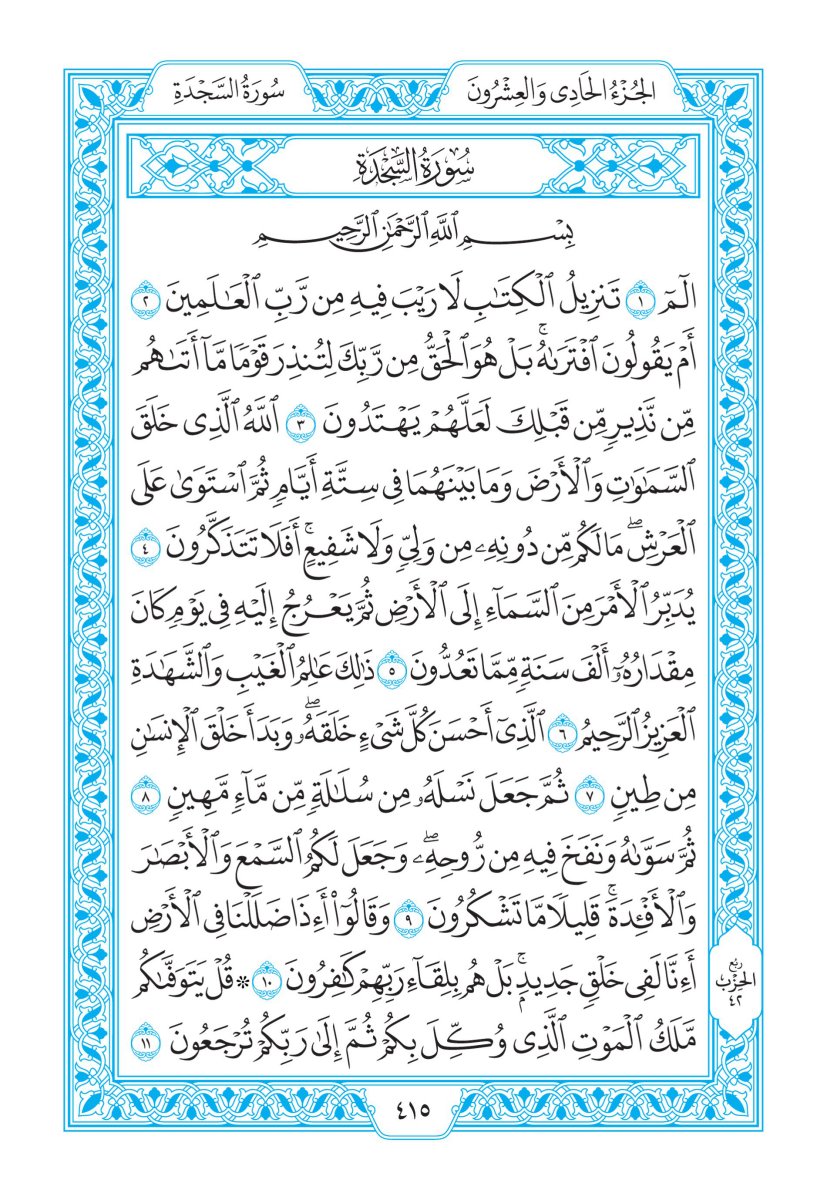 الجُزْءُ الحَادِى وَالعِشْرُونَ
سُورَةُ السَّجْدَةِ
سُورَةُ السَّجْدَةِ
بِسْمِ ٱللَّهِ ٱلرَّحْمَٰنِ ٱلرَّحِيمِ
الٓمٓ ١ تَنزِيلُ ٱلْكِتَٰبِ لَا رَيْبَ فِيهِ مِن رَّبِّ ٱلْعَٰلَمِينَ ٢
أَمْ يَقُولُونَ ٱفْتَرَىٰهُ ۚ بَلْ هُوَ ٱلْحَقُّ مِن رَّبِّكَ لِتُنذِرَ قَوْمًا مَّآ أَتَىٰهُم
مِّن نَّذِيرٍ مِّن قَبْلِكَ لَعَلَّهُمْ يَهْتَدُونَ ٣ ٱللَّهُ ٱلَّذِى خَلَقَ
ٱلسَّمَٰوَٰتِ وَٱلْأَرْضَ وَمَا بَيْنَهُمَا فِى سِتَّةِ أَيَّامٍ ثُمَّ ٱسْتَوَىٰ عَلَى
ٱلْعَرْشِ ۖ مَا لَكُم مِّن دُونِهِۦ مِن وَلِىٍّ وَلَا شَفِيعٍ ۚ أَفَلَا تَتَذَكَّرُونَ ٤
يُدَبِّرُ ٱلْأَمْرَ مِنَ ٱلسَّمَآءِ إِلَى ٱلْأَرْضِ ثُمَّ يَعْرُجُ إِلَيْهِ فِى يَوْمٍ كَانَ
مِقْدَارُهُۥٓ أَلْفَ سَنَةٍ مِّمَّا تَعُدُّونَ ٥ ذَٰلِكَ عَٰلِمُ ٱلْغَيْبِ وَٱلشَّهَٰدَةِ
ٱلْعَزِيزُ ٱلرَّحِيمُ ٦ ٱلَّذِىٓ أَحْسَنَ كُلَّ شَىْءٍ خَلَقَهُۥ ۖ وَبَدَأَ خَلْقَ ٱلْإِنسَٰنِ
مِن طِينٍ ٧ ثُمَّ جَعَلَ نَسْلَهُۥ مِن سُلَٰلَةٍ مِّن مَّآءٍ مَّهِينٍ ٨
ثُمَّ سَوَّىٰهُ وَنَفَخَ فِيهِ مِن رُّوحِهِۦ ۖ وَجَعَلَ لَكُمُ ٱلسَّمْعَ وَٱلْأَبْصَٰرَ
وَٱلْأَفْـِٔدَةَ ۚ قَلِيلًا مَّا تَشْكُرُونَ ٩ وَقَالُوٓا۟ أَءِذَا ضَلَلْنَا فِى ٱلْأَرْضِ
أَءِنَّا لَفِى خَلْقٍ جَدِيدٍۭ ۚ بَلْ هُم بِلِقَآءِ رَبِّهِمْ كَٰفِرُونَ ١٠ * قُلْ يَتَوَفَّىٰكُم
رُبُع
الحِزْب
٤٢
مَّلَكُ ٱلْمَوْتِ ٱلَّذِى وُكِّلَ بِكُمْ ثُمَّ إِلَىٰ رَبِّكُمْ تُرْجَعُونَ ١١
٤١٥